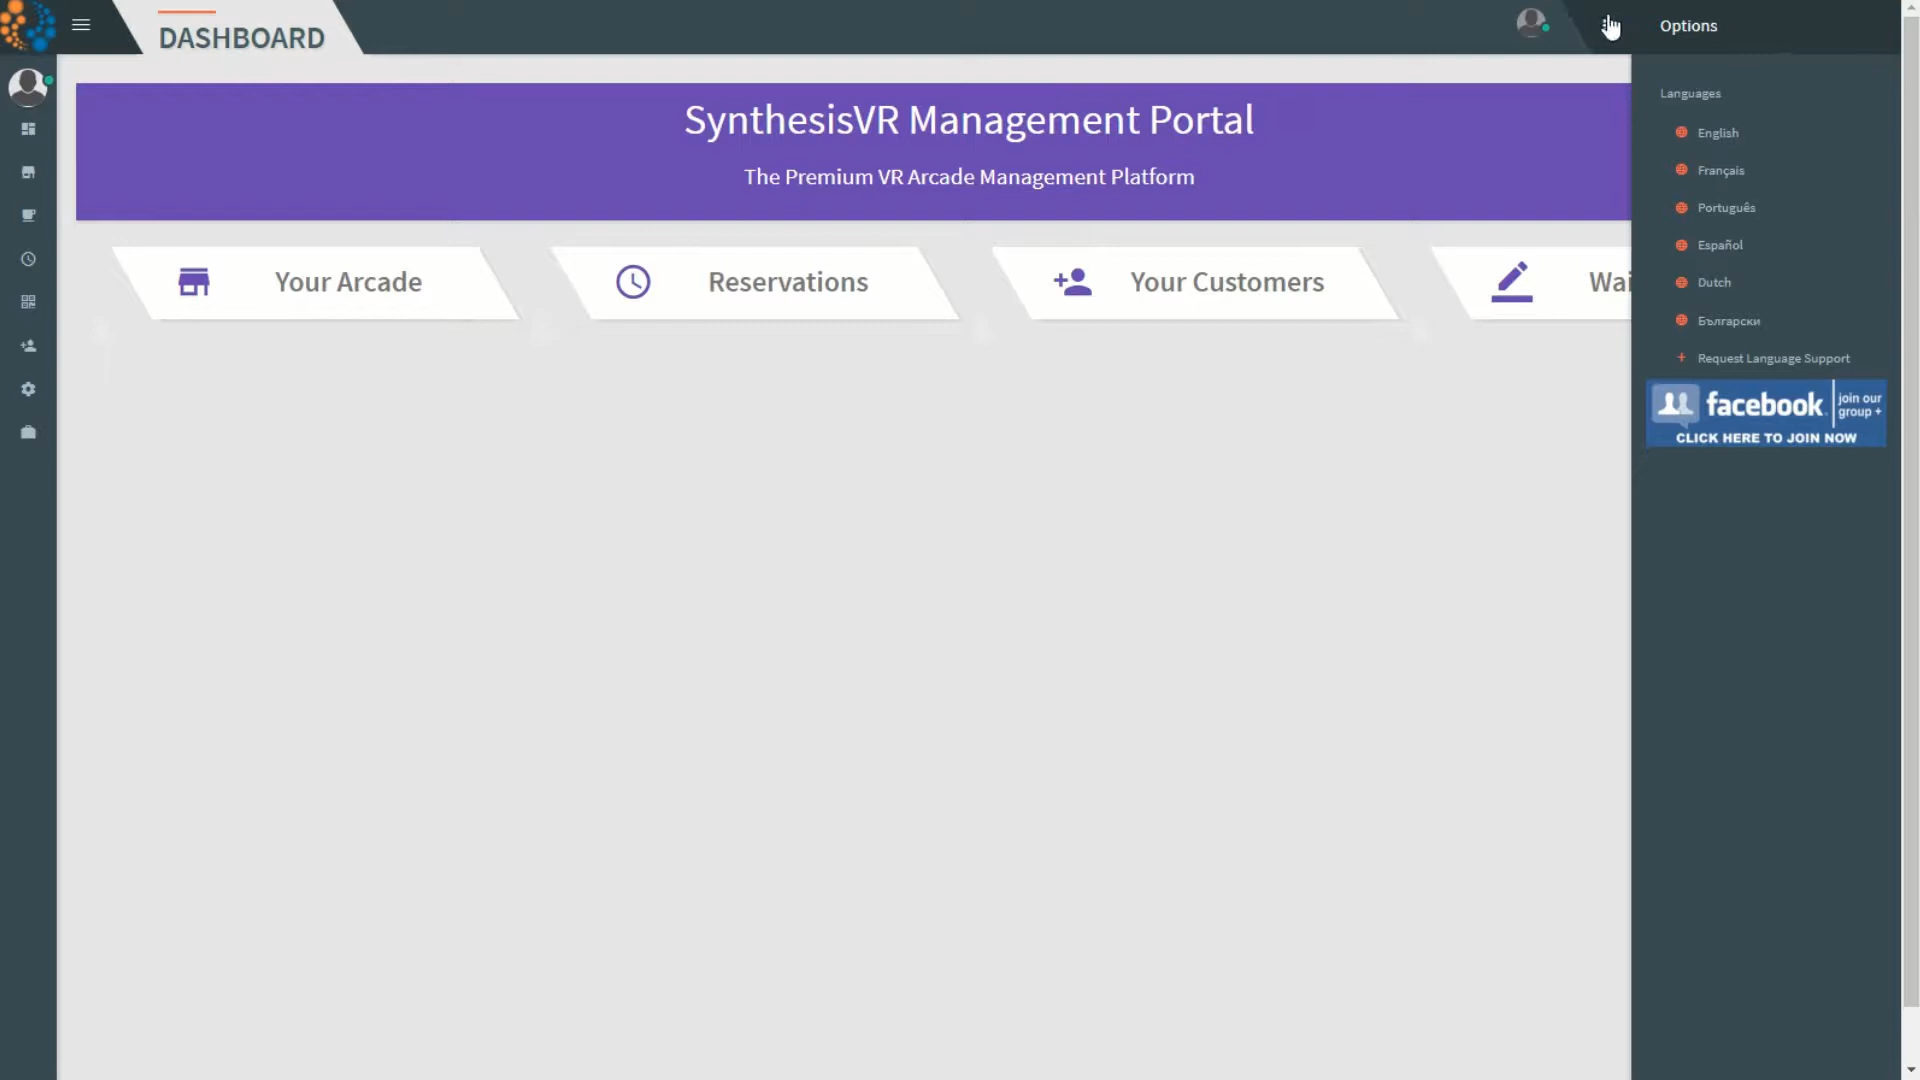 DASHBOARD
Options
SynthesisVR Management Portal
The Premium VR Arcade Management Platform
Your Arcade
Reservations
Your Customers
Wai
Languages
English
Français
Português
Español
Dutch
Български
+ Request Language Support
facebook
join our
group +
CLICK HERE TO JOIN NOW